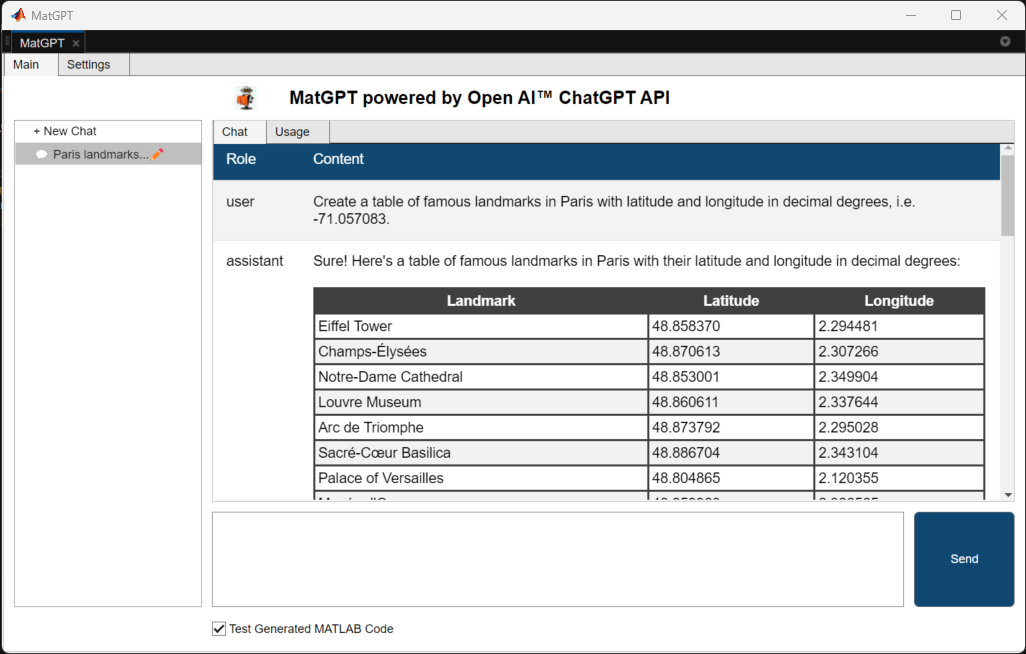 MatGPT
MatGPT ×
Main Settings
MatGPT powered by Open AI™ ChatGPT API
+ New Chat
Paris landmarks...
Chat Usage
Role Content
user Create a table of famous landmarks in Paris with latitude and longitude in decimal degrees, i.e.
-71.057083.
assistant Sure! Here's a table of famous landmarks in Paris with their latitude and longitude in decimal degrees:
Landmark Latitude Longitude
Eiffel Tower 48.858370 2.294481
Champs-Élysées 48.870613 2.307266
Notre-Dame Cathedral 48.853001 2.349904
Louvre Museum 48.860611 2.337644
Arc de Triomphe 48.873792 2.295028
Sacré-Cœur Basilica 48.886704 2.343104
Palace of Versailles 48.804865 2.120355
Send
Test Generated MATLAB Code